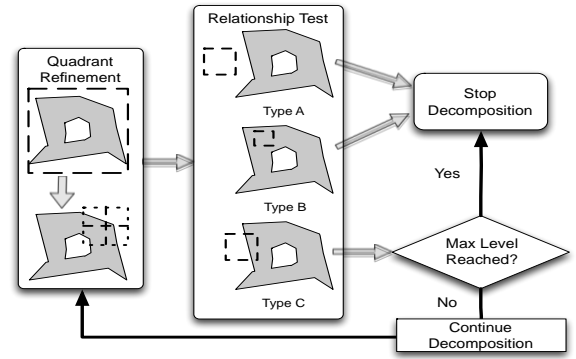 Relationship Test
Quadrant
Refinement
Type A
Type B
Type C
Stop
Decomposition
Yes
Max Level
Reached?
No
Continue
Decomposition